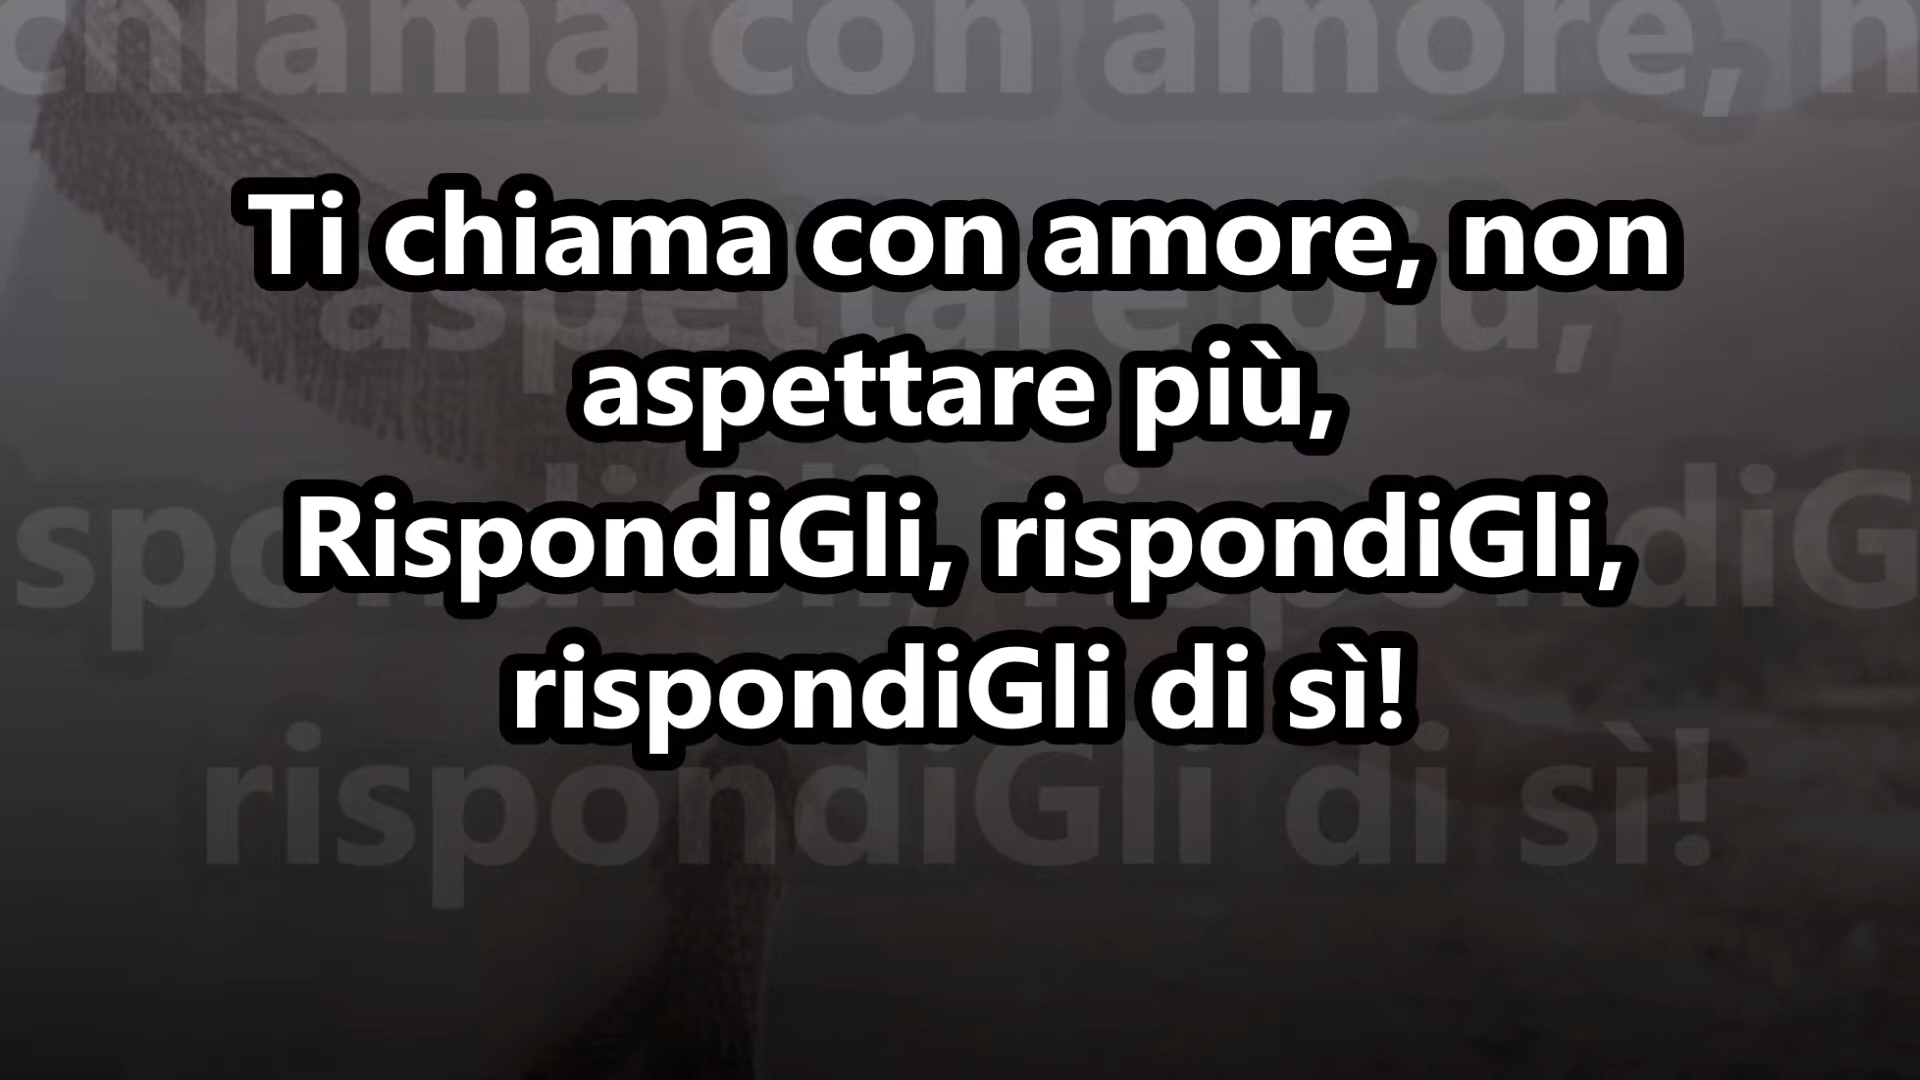 Ti chiama con amore, non
aspettare più,
RispondiGli, rispondiGli,
rispondiGli di sì!